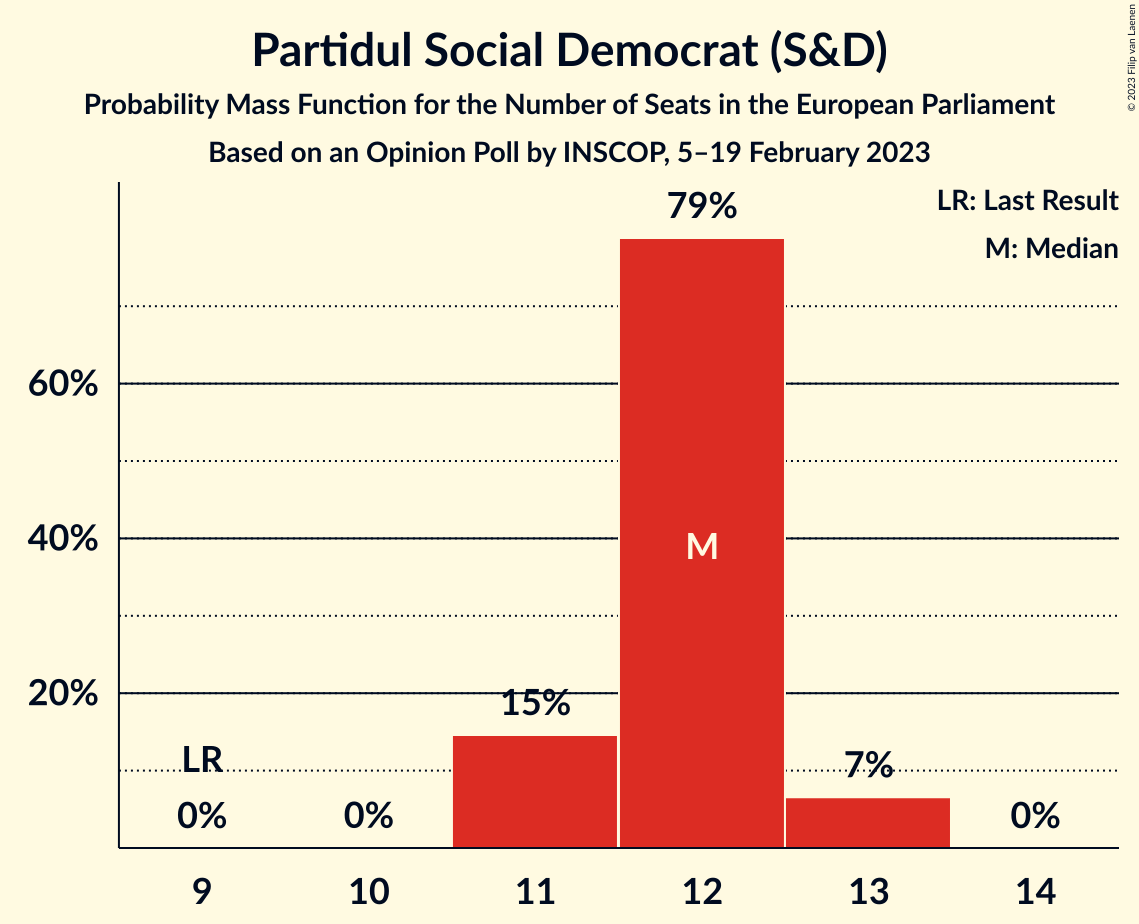 Partidul Social Democrat (S&D)
Probability Mass Function for the Number of Seats in the European Parliament
Based on an Opinion Poll by INSCOP, 5–19 February 2023
© 2023 Filip van Laenen
LR: Last Result
M: Median
79%
60%
40%
M
20%
15%
LR
7%
0%
0%
0%
9
10
11
12
13
14